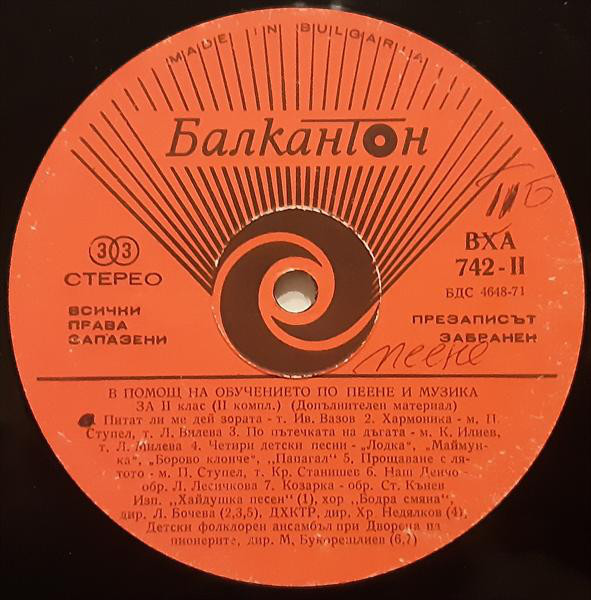 MADE IN BULGARIA
Балкантон
II Б
33
СТЕРЕО
ВХА
742-II
БДС 4648-71
ВСИЧКИ
ПРАВА
ЗАПАЗЕНИ
ПРЕЗАПИСЪТ
ЗАБРАНЕН
пеене
В ПОМОЩ НА ОБУЧЕНИЕТО ПО ПЕЕНЕ И МУЗИКА
ЗА II клас (II компл.) (Допълнителен материал)
Питат ли ме дей зората - т. Ив. Вазов 2. Хармоника - м. П.
Ступел, т. Л. Вялева 3. По пътечката на дъгата - м. К. Илиев,
т. Л. Милева 4. Четири детски песни - „Лодка", „Маймун-
ка", „Борово клонче", „Папагал" 5. Прощаване с ля-
тото - м. П. Ступел, т. Кр. Станишев 6. Наш Денчо -
обр. Л. Лесичкова 7. Козарка - обр. Ст. Кънев
Изп. „Хайдушка песен" (1), хор „Бодра смяна",
дир. Л. Бочева (2,3,5), ДХКТР, дир. Хр Недялков (4),
Детски фолклорен ансамбъл при Двореца на
пионерите, дир. М. Букорещлиев (6,7)